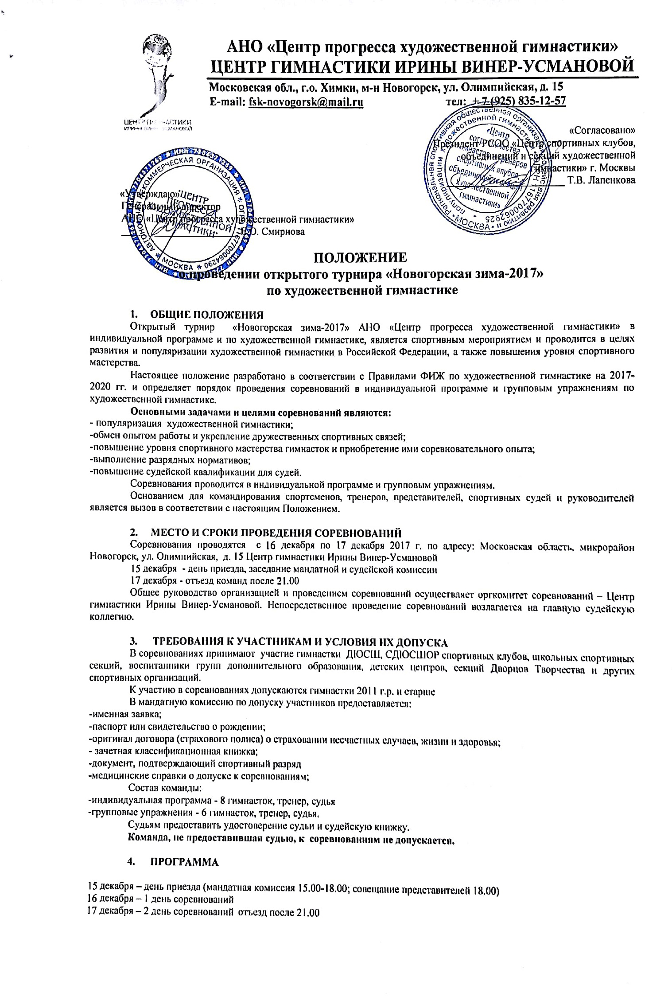 АНО «Центр прогресса художественной гимнастики»
ЦЕНТР ГИМНАСТИКИ ИРИНЫ ВИНЕР-УСМАНОВОЙ
Московская обл., г.о. Химки, м-н Новогорск, ул. Олимпийская, д. 15
E-mail: fsk-novogorsk@mail.ru тел: + 7 (925) 835-12-57
«Согласовано»
Президент РСОО «Центр спортивных клубов,
объединений и секций художественной
гимнастики» г. Москвы
Т.В. Лапенкова
«Утверждаю»
Генеральный директор
АНО «Центр прогресса художественной гимнастики»
Смирнова
ПОЛОЖЕНИЕ
о проведении открытого турнира «Новогорская зима-2017»
по художественной гимнастике
1. ОБЩИЕ ПОЛОЖЕНИЯ
Открытый турнир «Новогорская зима-2017» АНО «Центр прогресса художественной гимнастики» в
индивидуальной программе и по художественной гимнастике, является спортивным мероприятием и проводится в целях
развития и популяризации художественной гимнастики в Российской Федерации, а также повышения уровня спортивного
мастерства.
Настоящее положение разработано в соответствии с Правилами ФИЖ по художественной гимнастике на 2017-
2020 гг. и определяет порядок проведения соревнований в индивидуальной программе и групповым упражнениям по
художественной гимнастике.
Основными задачами и целями соревнований являются:
- популяризация художественной гимнастики;
-обмен опытом работы и укрепление дружественных спортивных связей;
-повышение уровня спортивного мастерства гимнасток и приобретение ими соревновательного опыта;
-выполнение разрядных нормативов;
-повышение судейской квалификации для судей.
Соревнования проводится в индивидуальной программе и групповым упражнениям.
Основанием для командирования спортсменов, тренеров, представителей, спортивных судей и руководителей
является вызов в соответствии с настоящим Положением.
2. МЕСТО И СРОКИ ПРОВЕДЕНИЯ СОРЕВНОВАНИЙ
Соревнования проводятся с 16 декабря по 17 декабря 2017 г. по адресу: Московская область, микрорайон
Новогорск, ул. Олимпийская, д. 15 Центр гимнастики Ирины Винер-Усмановой
15 декабря - день приезда, заседание мандатной и судейской комиссии
17 декабря - отъезд команд после 21.00
Общее руководство организацией и проведением соревнований осуществляет оргкомитет соревнований – Центр
гимнастики Ирины Винер-Усмановой. Непосредственное проведение соревнований возлагается на главную судейскую
коллегию.
3. ТРЕБОВАНИЯ К УЧАСТНИКАМ И УСЛОВИЯ ИХ ДОПУСКА
В соревнованиях принимают участие гимнастки ДЮСШ, СДЮСШОР спортивных клубов, школьных спортивных
секций, воспитанники групп дополнительного образования, детских центров, секций Дворцов Творчества и других
спортивных организаций.
К участию в соревнованиях допускаются гимнастки 2011 г.р. и старше
В мандатную комиссию по допуску участников предоставляется:
-именная заявка;
-паспорт или свидетельство о рождении;
-оригинал договора (страхового полиса) о страховании несчастных случаев, жизни и здоровья;
- зачетная классификационная книжка;
-документ, подтверждающий спортивный разряд
-медицинские справки о допуске к соревнованиям;
Состав команды:
-индивидуальная программа - 8 гимнасток, тренер, судья
-групповые упражнения - 6 гимнасток, тренер, судья.
Судьям предоставить удостоверение судьи и судейскую книжку.
Команда, не предоставившая судью, к соревнованиям не допускается.
4. ПРОГРАММА
15 декабря – день приезда (мандатная комиссия 15.00-18.00; совещание представителей 18.00)
16 декабря – 1 день соревнований
17 декабря – 2 день соревнований отъезд после 21.00